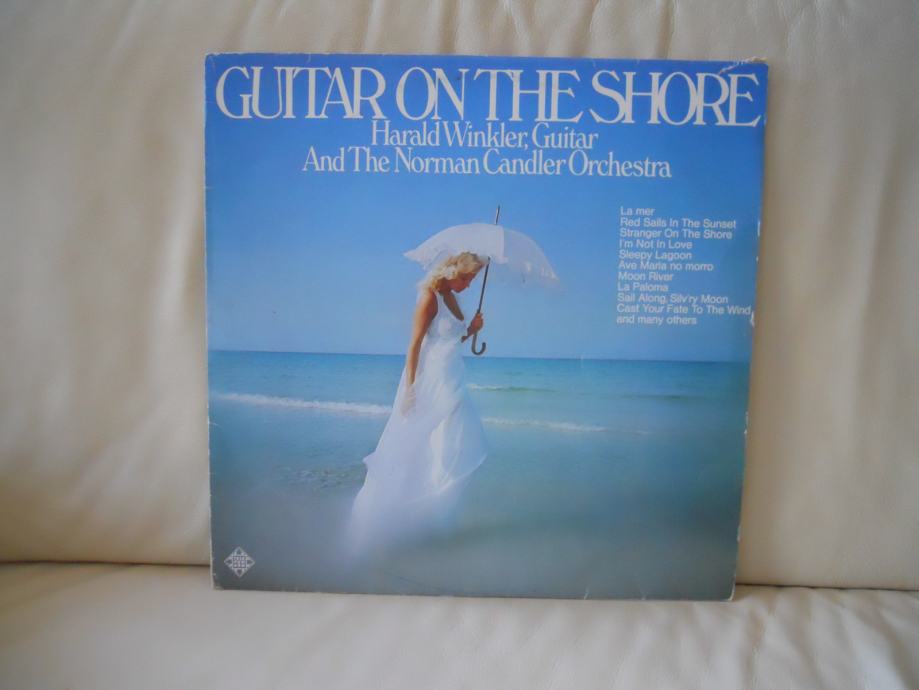 GUITAR ON THE SHORE
Harald Winkler, Guitar
And The Norman Candler Orchestra
La mer
Red Sails In The Sunset
Stranger On The Shore
I'm Not In Love
Sleepy Lagoon
Ave Maria no morro
Moon River
La Paloma
Sail Along, Silv'ry Moon
Cast Your Fate To The Wind
and many others